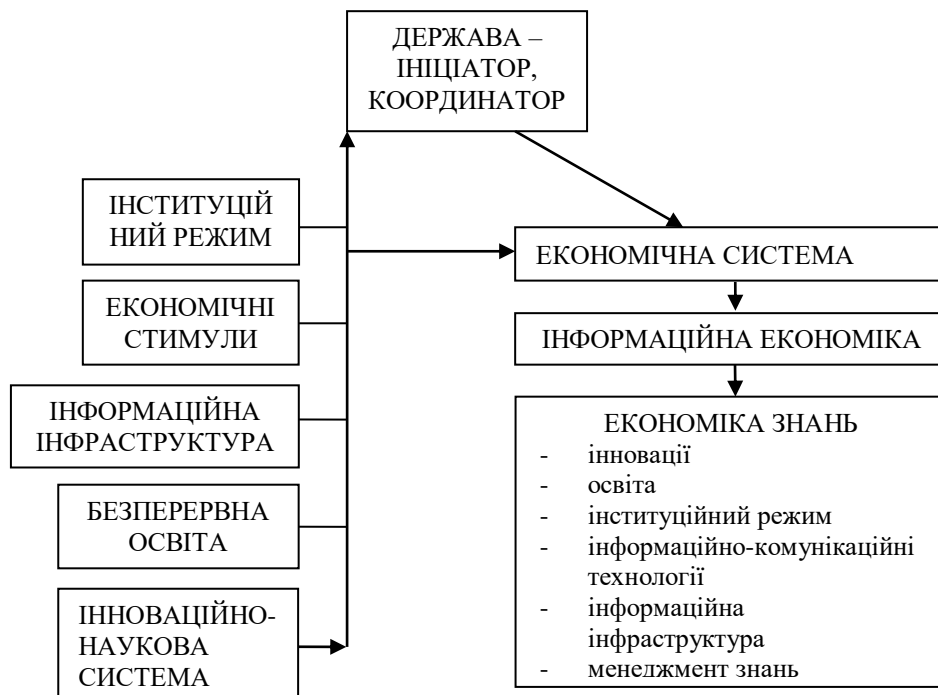 ДЕРЖАВА –
ІНІЦІАТОР,
КООРДИНАТОР
ІНСТИТУЦІЙ
НИЙ РЕЖИМ
ЕКОНОМІЧНІ
СТИМУЛИ
ІНФОРМАЦІЙНА
ІНФРАСТРУКТУРА
БЕЗПЕРЕРВНА
ОСВІТА
ІННОВАЦІЙНО-
НАУКОВА
СИСТЕМА
ЕКОНОМІЧНА СИСТЕМА
ІНФОРМАЦІЙНА ЕКОНОМІКА
ЕКОНОМІКА ЗНАНЬ
- інновації
- освіта
- інституційний режим
- інформаційно-комунікаційні
технології
- інформаційна
інфраструктура
- менеджмент знань